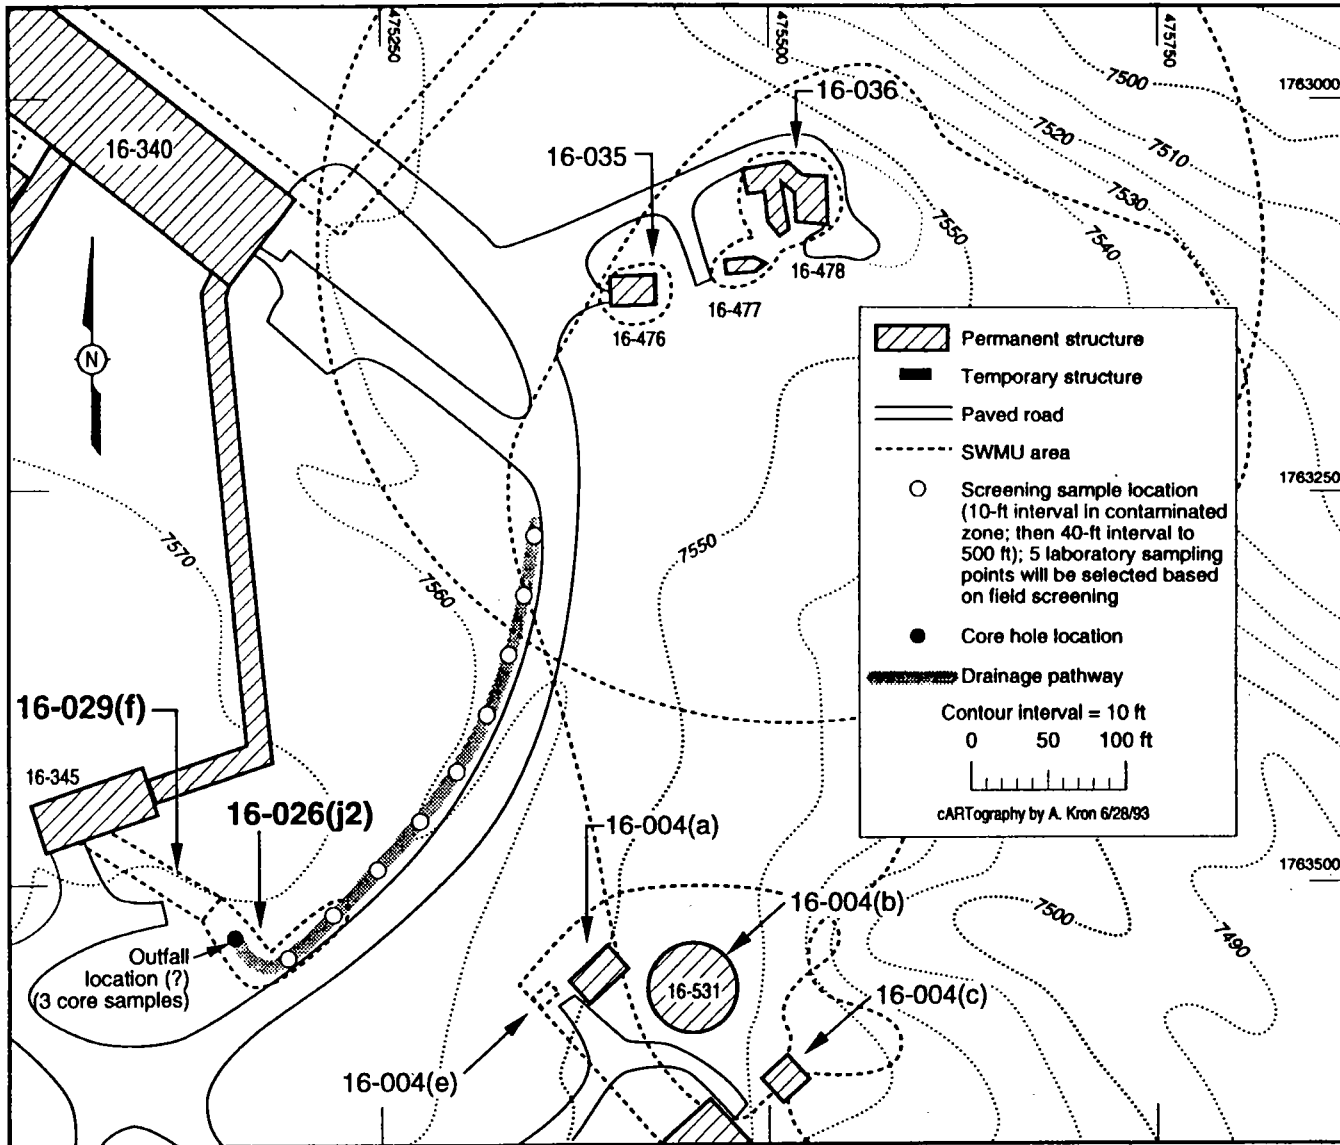 475250
475500
475750
7500
1763000
16-036
7520
7510
16-340
16-035
7530
7550
7540
16-478
16-477
16-476
N
Permanent structure
Temporary structure
Paved road
SWMU area
Screening sample location
(10-ft interval in contaminated
zone; then 40-ft interval to
500 ft); 5 laboratory sampling
points will be selected based
on field screening
Core hole location
Drainage pathway
Contour interval = 10 ft
0 50 100 ft
cARTography by A. Kron 6/28/93
1763250
7570
7550
7560
16-029(f)
16-345
16-026(j2)
16-004(a)
1763500
16-004(b)
7500
7490
Outfall
location (?)
(3 core samples)
16-531
16-004(c)
16-004(e)